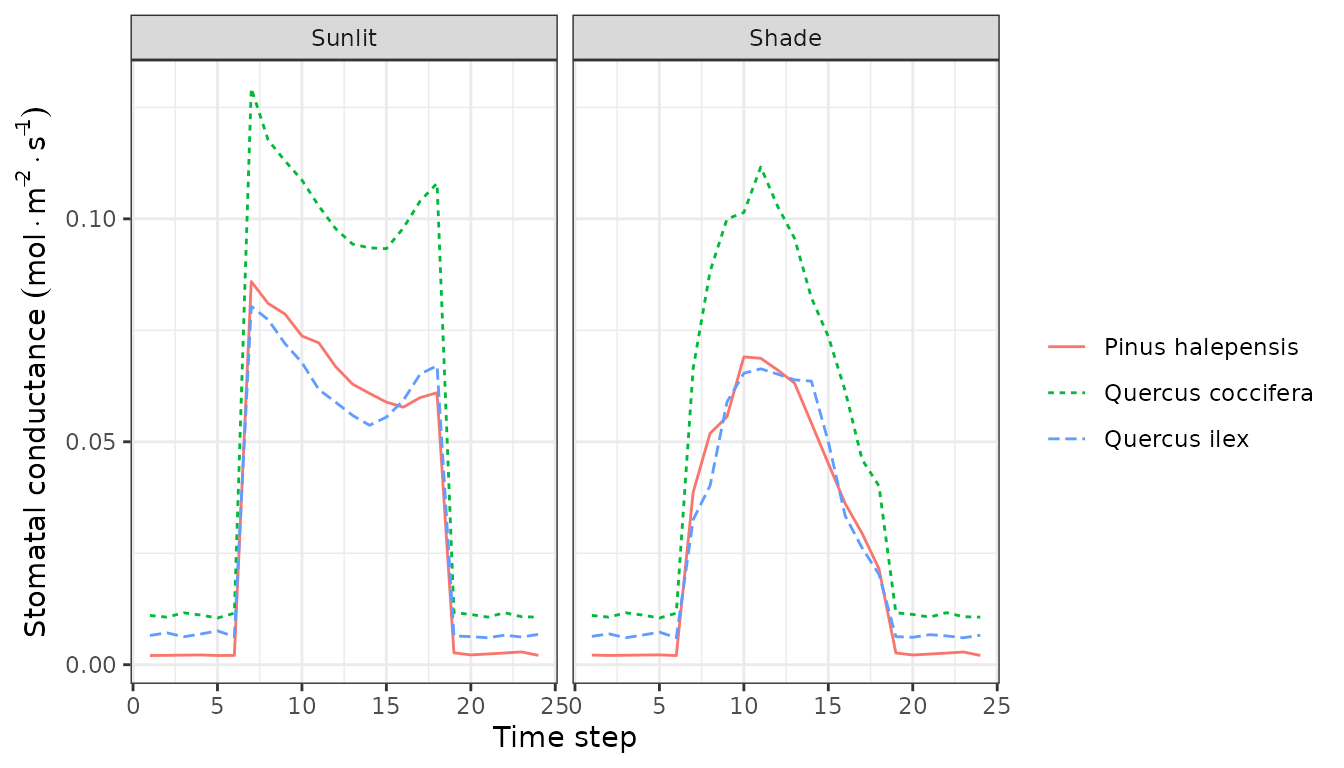 Sunlit Shade
Stomatal conductance (mol·m⁻²·s⁻¹)
0.10
0.05
0.00
Pinus halepensis
Quercus coccifera
Quercus ilex
0 5 10 15 20 25 0 5 10 15 20 25
Time step